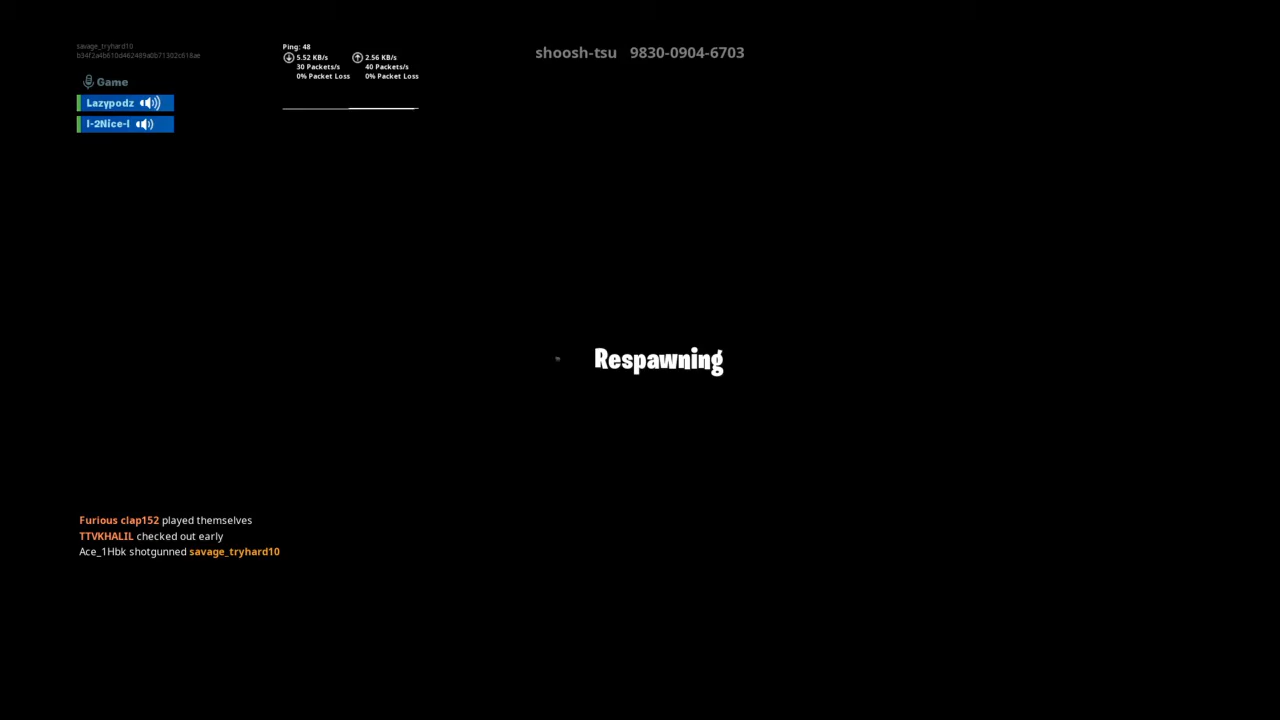 savage_tryhard10
Ping: 48
5.52 KB/s 2.56 KB/s
30 Packets/s 40 Packets/s
0% Packet Loss 0% Packet Loss
shoosh-tsu 9830-0904-6703
Game
Lazypodz
I-2Nice-I
Respawning
Furious clap152 played themselves
TTVKHALIL checked out early
Ace_1Hbk shotgunned savage_tryhard10